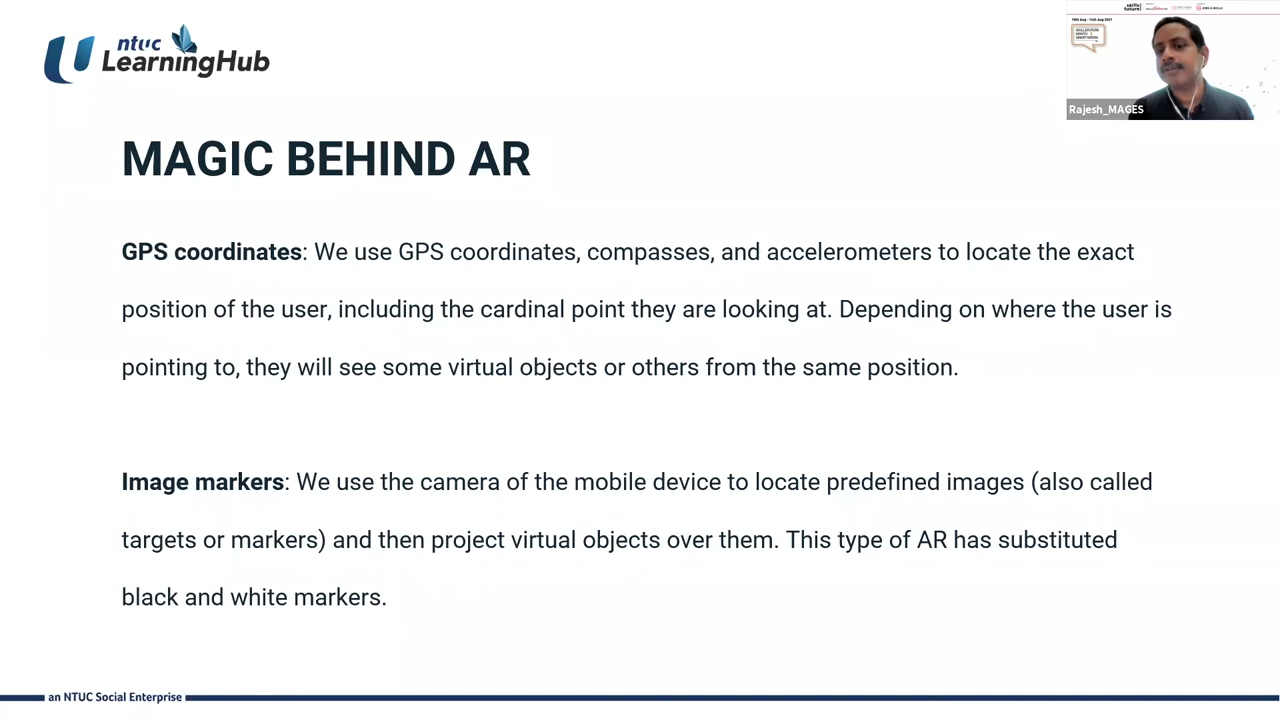 ntuc
LearningHub
Rajesh_MAGES
MAGIC BEHIND AR
GPS coordinates: We use GPS coordinates, compasses, and accelerometers to locate the exact
position of the user, including the cardinal point they are looking at. Depending on where the user is
pointing to, they will see some virtual objects or others from the same position.
Image markers: We use the camera of the mobile device to locate predefined images (also called
targets or markers) and then project virtual objects over them. This type of AR has substituted
black and white markers.
an NTUC Social Enterprise